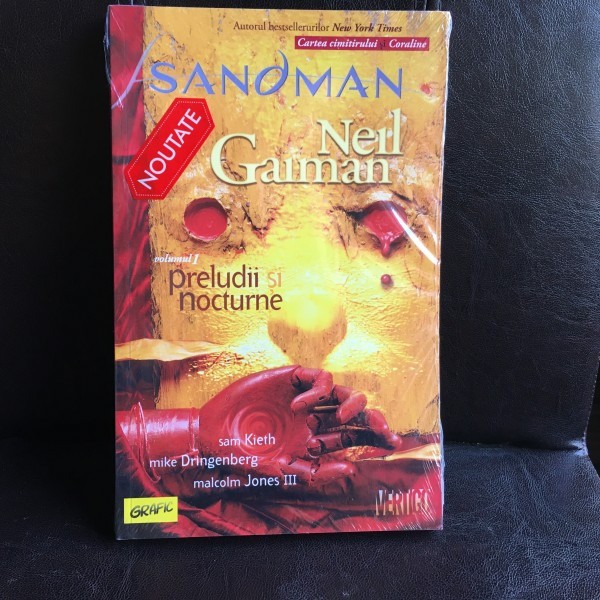 Autorul bestsellerurilor New York Times
Cartea cimitirului Coraline
SANDMAN
NOUTATE
Neil
Gaiman
volumul I
preludii si
nocturne
sam Kieth
mike Dringenberg
malcolm Jones III
GRAFIC
VERTIGO